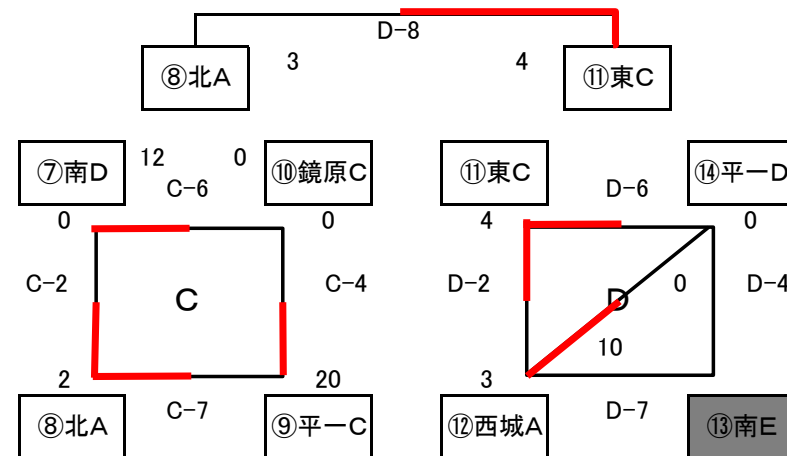 D-8
⑧北A 3 4 ⑪東C
⑦南D 12 0 ⑩鏡原C ⑪東C ⑭平一D
C-6 D-6
0 0 4 0
C-2 C C-4 D-2 D 0 D-4
10
2 20 3
⑧北A C-7 ⑨平一C ⑫西城A D-7 ⑬南E